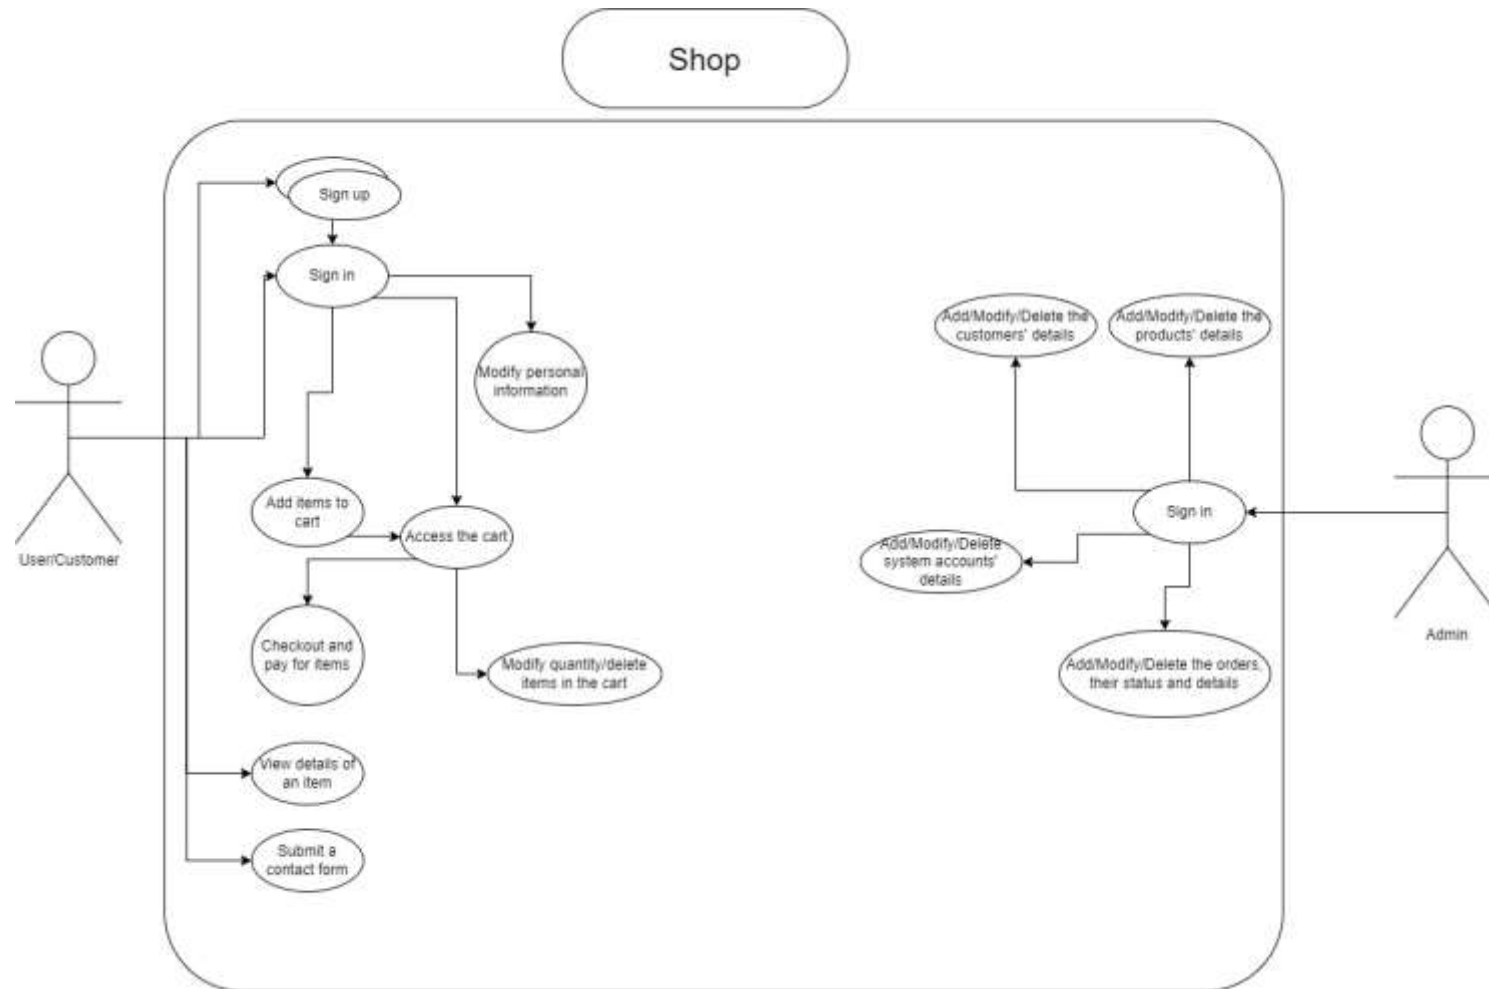 Shop
Sign up
Sign in
Modify personal
information
Add items to
cart
Access the cart
Checkout and
pay for items
Modify quantity/delete
items in the cart
View details of
an item
Submit a
contact form
User/Customer
Add/Modify/Delete the
customers' details
Add/Modify/Delete the
products' details
Sign in
Add/Modify/Delete
system accounts'
details
Add/Modify/Delete the orders,
their status and details
Admin